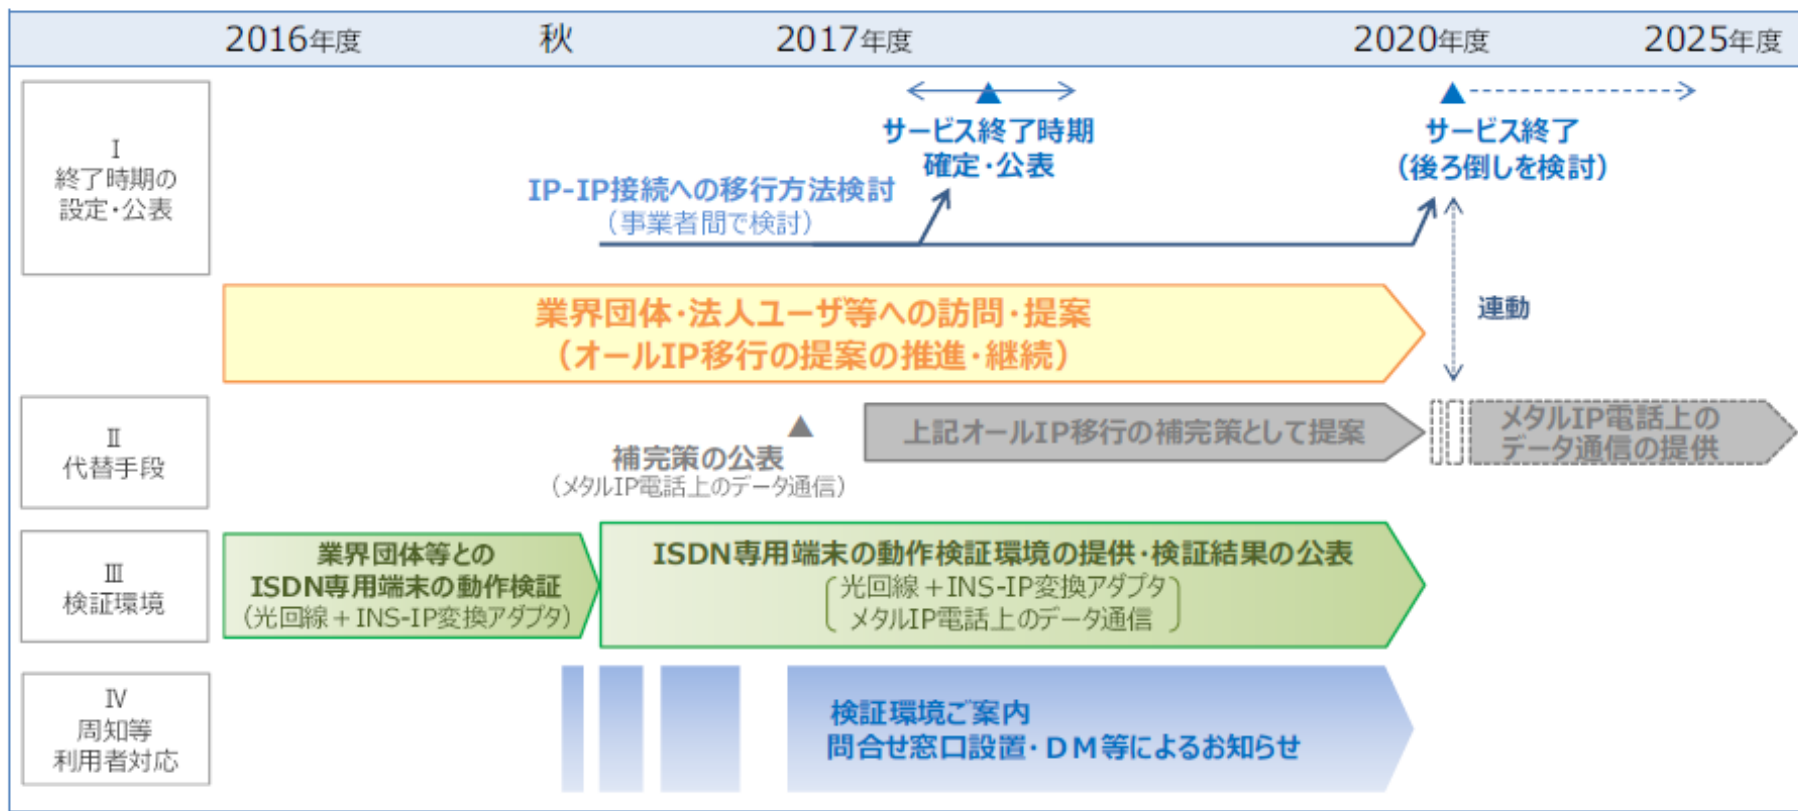 2016年度 秋 2017年度 2020年度 2025年度
Ⅰ
終了時期の
設定・公表
サービス終了時期
確定・公表
サービス終了
(後ろ倒しを検討)
IP-IP接続への移行方法検討
(事業者間で検討)
業界団体・法人ユーザ等への訪問・提案
(オールIP移行の提案の推進・継続)
連動
Ⅱ
代替手段
補完策の公表
(メタルIP電話上のデータ通信)
上記オールIP移行の補完策として提案
メタルIP電話上の
データ通信の提供
Ⅲ
検証環境
業界団体等との
ISDN専用端末の動作検証
(光回線+INS-IP変換アダプタ)
ISDN専用端末の動作検証環境の提供・検証結果の公表
光回線+INS-IP変換アダプタ
メタルIP電話上のデータ通信
Ⅳ
周知等
利用者対応
検証環境ご案内
問合せ窓口設置・DM等によるお知らせ